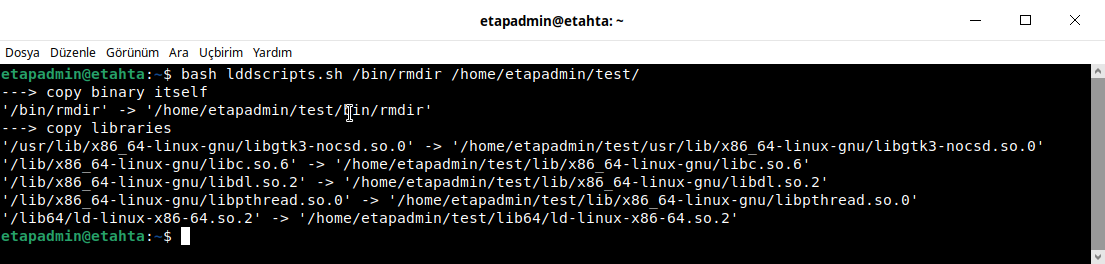 etapadmin@etahta: ~
Dosya Düzenle Görünüm Ara Uçbirim Yardım
etapadmin@etahta:~$ bash lddscripts.sh /bin/rmdir /home/etapadmin/test/
---> copy binary itself
'/bin/rmdir' -> '/home/etapadmin/test/bin/rmdir'
---> copy libraries
'/usr/lib/x86_64-linux-gnu/libgtk3-nocsd.so.0' -> '/home/etapadmin/test/usr/lib/x86_64-linux-gnu/libgtk3-nocsd.so.0'
'/lib/x86_64-linux-gnu/libc.so.6' -> '/home/etapadmin/test/lib/x86_64-linux-gnu/libc.so.6'
'/lib/x86_64-linux-gnu/libdl.so.2' -> '/home/etapadmin/test/lib/x86_64-linux-gnu/libdl.so.2'
'/lib/x86_64-linux-gnu/libpthread.so.0' -> '/home/etapadmin/test/lib/x86_64-linux-gnu/libpthread.so.0'
'/lib64/ld-linux-x86-64.so.2' -> '/home/etapadmin/test/lib64/ld-linux-x86-64.so.2'
etapadmin@etahta:~$